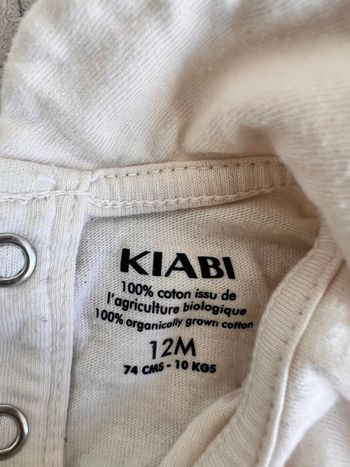 KIABI
100% coton issu de
l'agriculture biologique
100% organically grown cotton
12M
74 CMS - 10 KGS